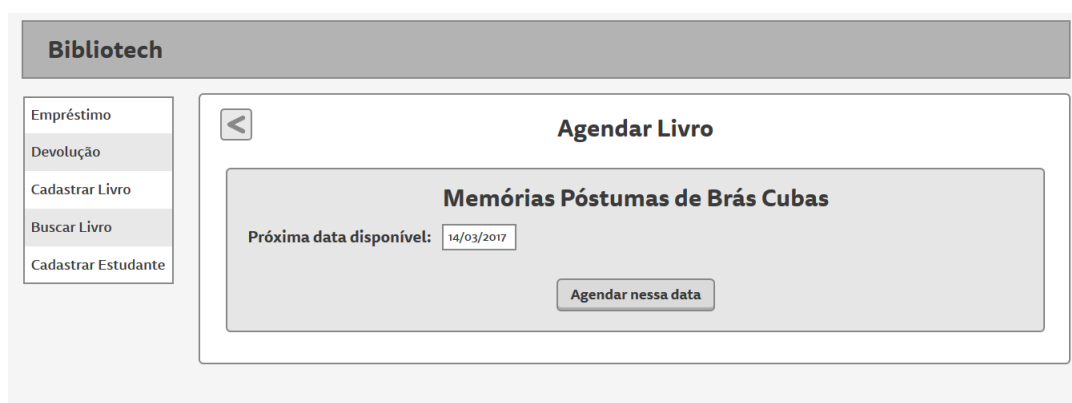 Bibliotech
Empréstimo
Devolução
Cadastrar Livro
Buscar Livro
Cadastrar Estudante
<
Agendar Livro
Memórias Póstumas de Brás Cubas
Próxima data disponível: 14/03/2017
Agendar nessa data